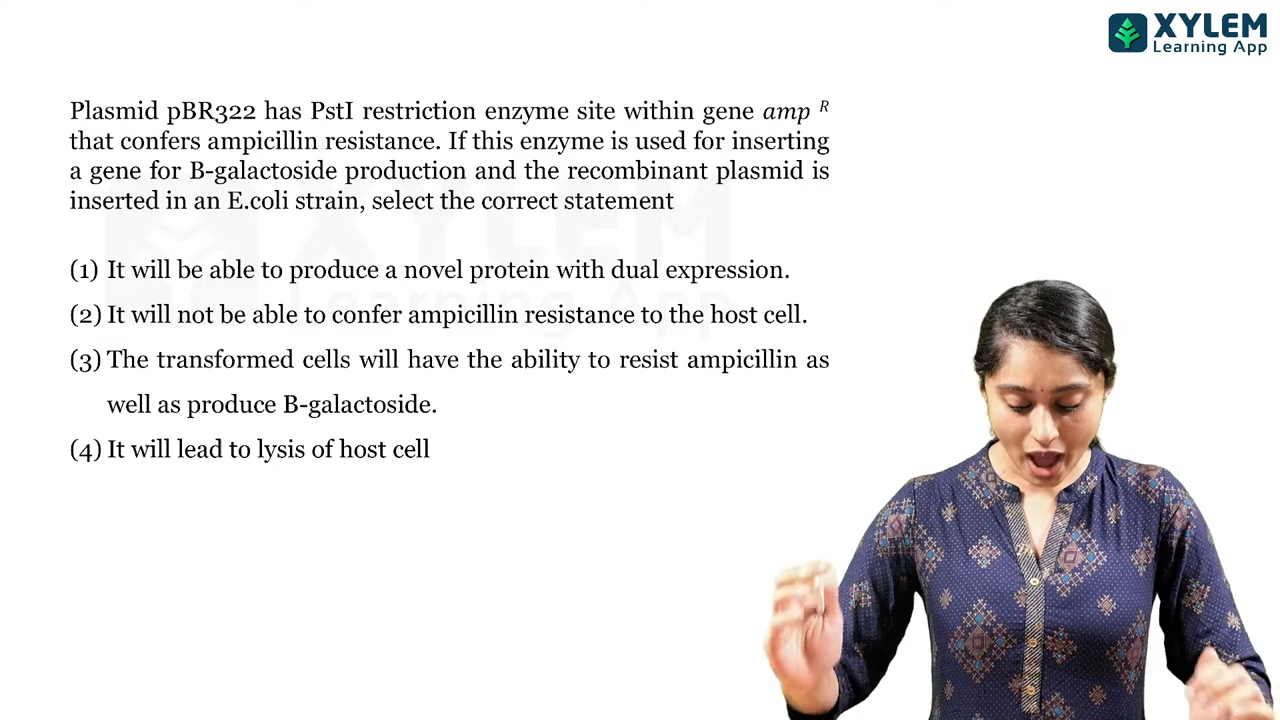 XYLEM
Learning App
Plasmid pBR322 has PstI restriction enzyme site within gene amp R
that confers ampicillin resistance. If this enzyme is used for inserting
a gene for B-galactoside production and the recombinant plasmid is
inserted in an E.coli strain, select the correct statement
XYLEM
Learning App
(1) It will be able to produce a novel protein with dual expression.
(2) It will not be able to confer ampicillin resistance to the host cell.
(3) The transformed cells will have the ability to resist ampicillin as
well as produce B-galactoside.
(4) It will lead to lysis of host cell